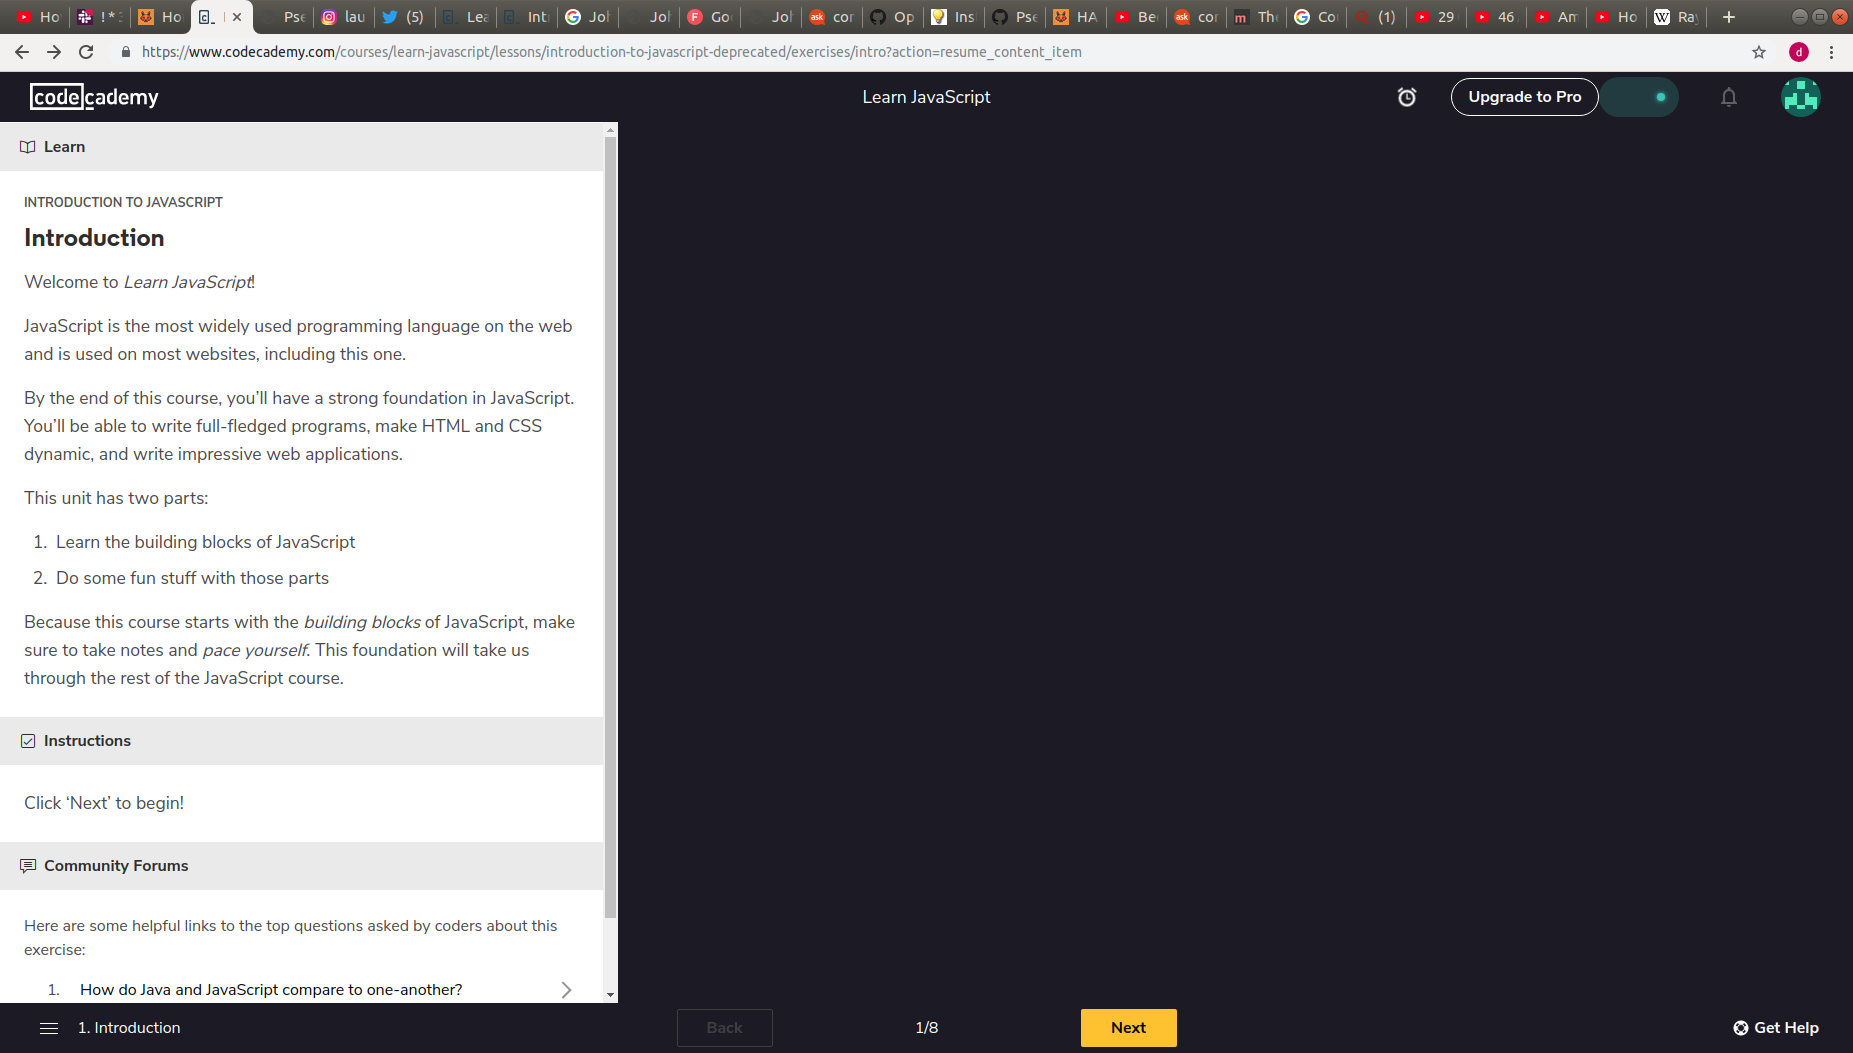 Ho
! * 3
Ho
Pse
lau
(5)
Lea
Int
Joh
Joh
Goo
Joh
cor
Op
Ins
Pse
HA
Be
cor
The
Co
(1)
29
46
Am
Ho
Ray
https://www.codecademy.com/courses/learn-javascript/lessons/introduction-to-javascript-deprecated/exercises/intro?action=resume_content_item
d
codecademy
Learn JavaScript
Upgrade to Pro
Learn
INTRODUCTION TO JAVASCRIPT
Introduction
Welcome to Learn JavaScript!
JavaScript is the most widely used programming language on the web
and is used on most websites, including this one.
By the end of this course, you’ll have a strong foundation in JavaScript.
You’ll be able to write full-fledged programs, make HTML and CSS
dynamic, and write impressive web applications.
This unit has two parts:
1. Learn the building blocks of JavaScript
2. Do some fun stuff with those parts
Because this course starts with the building blocks of JavaScript, make
sure to take notes and pace yourself. This foundation will take us
through the rest of the JavaScript course.
Instructions
Click ‘Next’ to begin!
Community Forums
Here are some helpful links to the top questions asked by coders about this
exercise:
1. How do Java and JavaScript compare to one-another?
1. Introduction
Back
1/8
Next
Get Help